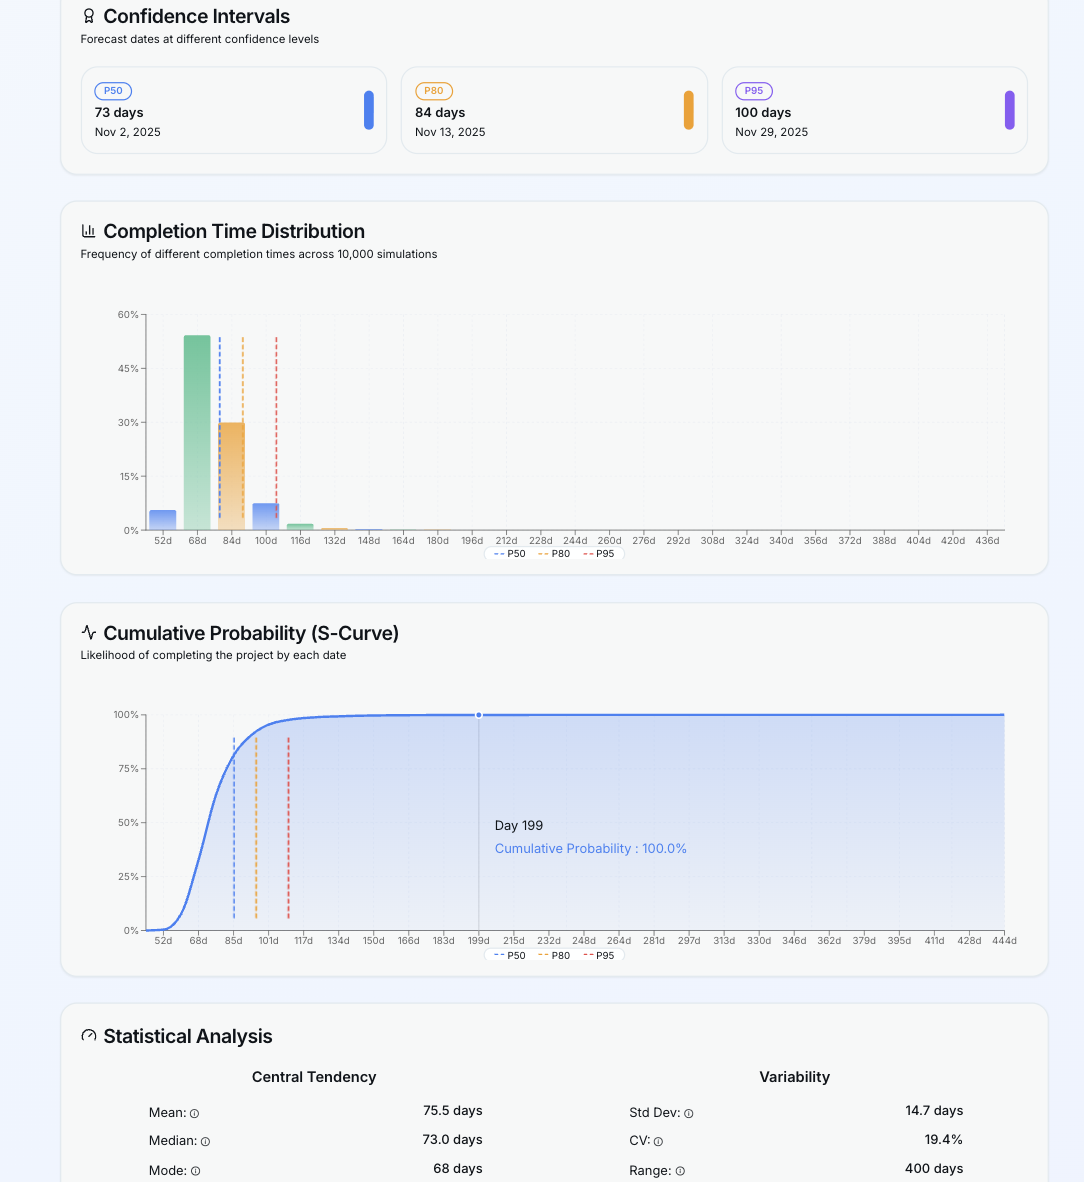 Confidence Intervals
Forecast dates at different confidence levels
P50
73 days
Nov 2, 2025
P80
84 days
Nov 13, 2025
P95
100 days
Nov 29, 2025
Completion Time Distribution
Frequency of different completion times across 10,000 simulations
60%
45%
30%
15%
0%
52d 68d 84d 100d 116d 132d 148d 164d 180d 196d 212d 228d 244d 260d 276d 292d 308d 324d 340d 356d 372d 388d 404d 420d 436d
P50 P80 P95
Cumulative Probability (S-Curve)
Likelihood of completing the project by each date
100%
75%
50%
25%
0%
Day 199
Cumulative Probability : 100.0%
52d 68d 85d 101d 117d 134d 150d 166d 183d 199d 215d 232d 248d 264d 281d 297d 313d 330d 346d 362d 379d 395d 411d 428d 444d
P50 P80 P95
Statistical Analysis
Central Tendency
Mean: 75.5 days
Median: 73.0 days
Mode: 68 days
Variability
Std Dev: 14.7 days
CV: 19.4%
Range: 400 days